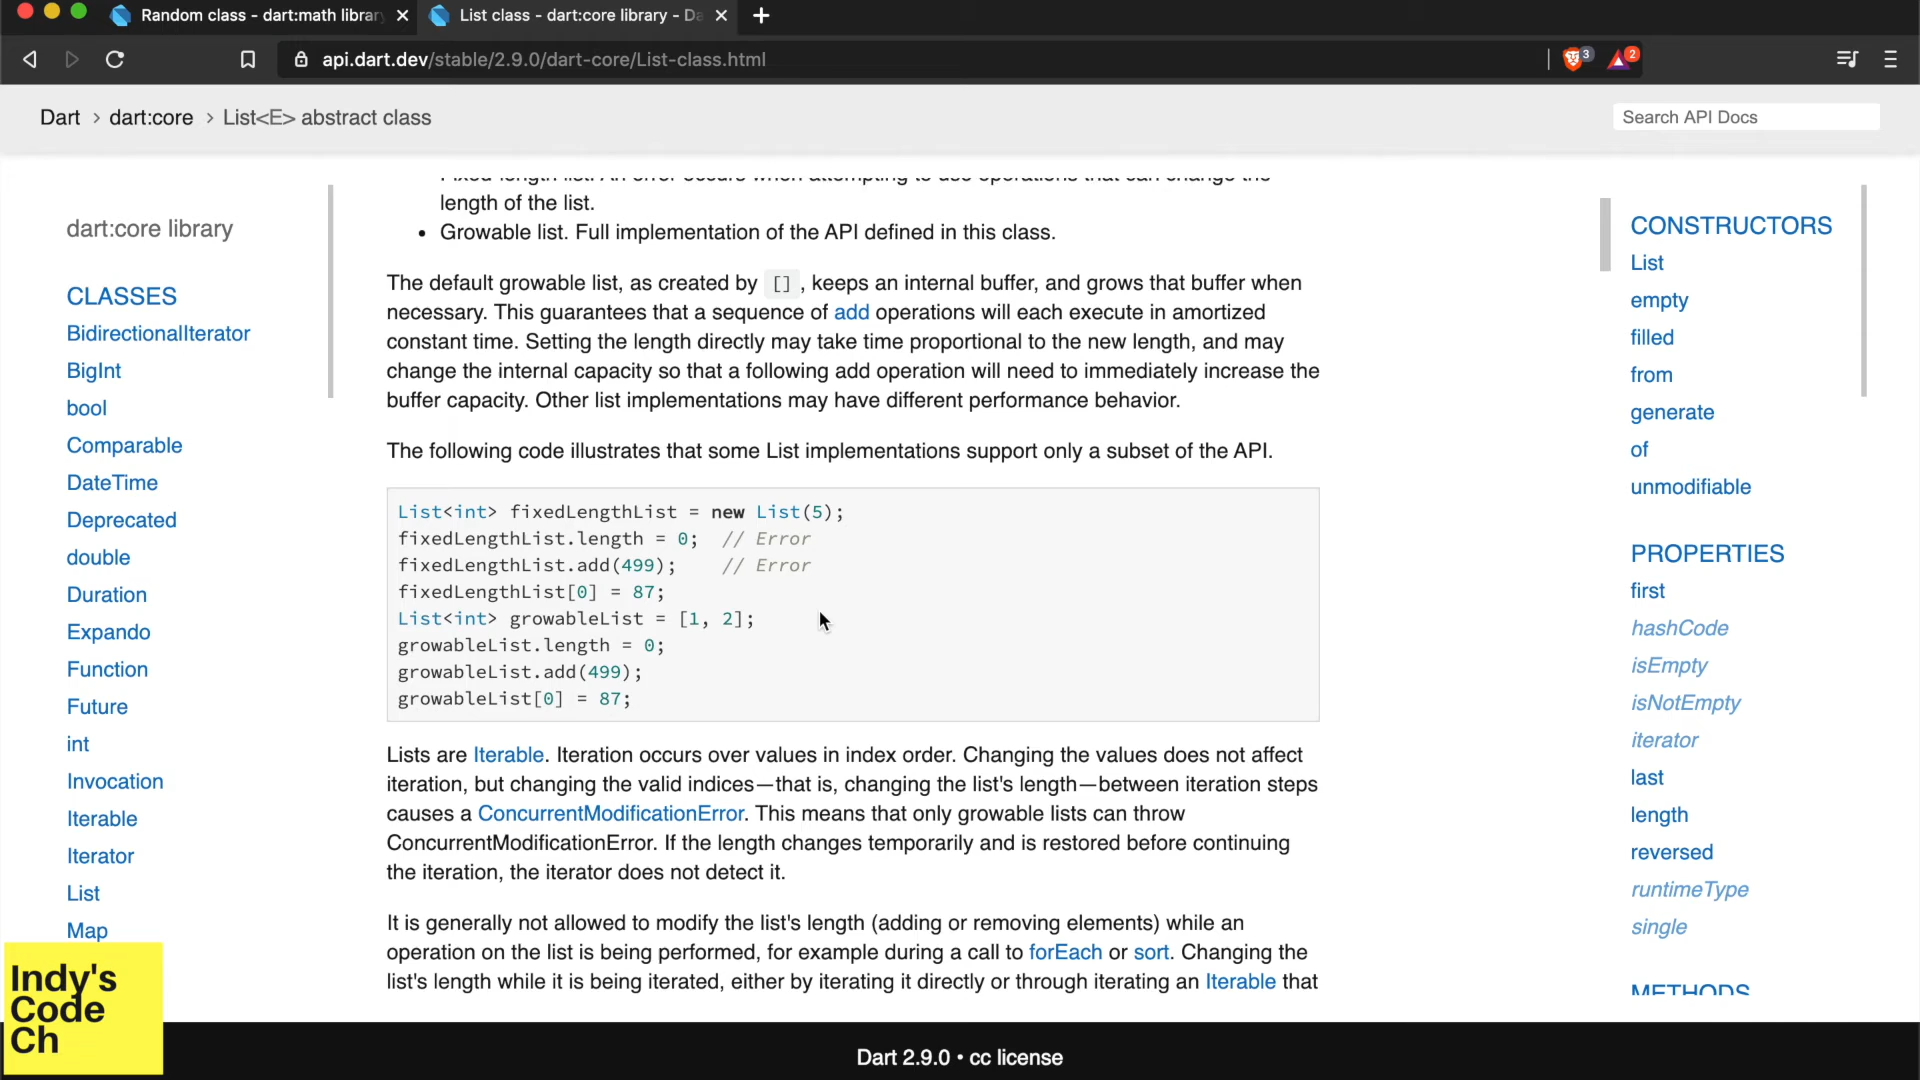 Random class - dart:math librar
List class - dart:core library - Da
api.dart.dev/stable/2.9.0/dart-core/List-class.html
3
2
Dart › dart:core › List<E> abstract class
Search API Docs
dart:core library
CLASSES
BidirectionalIterator
BigInt
bool
Comparable
DateTime
Deprecated
double
Duration
Expando
Function
Future
int
Invocation
Iterable
Iterator
List
Map
Fixed-length list. An error occurs when attempting to use operations that can change the
length of the list.
• Growable list. Full implementation of the API defined in this class.
The default growable list, as created by [] , keeps an internal buffer, and grows that buffer when
necessary. This guarantees that a sequence of add operations will each execute in amortized
constant time. Setting the length directly may take time proportional to the new length, and may
change the internal capacity so that a following add operation will need to immediately increase the
buffer capacity. Other list implementations may have different performance behavior.
The following code illustrates that some List implementations support only a subset of the API.
List<int> fixedLengthList = new List(5);
fixedLengthList.length = 0;  // Error
fixedLengthList.add(499);    // Error
fixedLengthList[0] = 87;
List<int> growableList = [1, 2];
growableList.length = 0;
growableList.add(499);
growableList[0] = 87;
Lists are Iterable. Iteration occurs over values in index order. Changing the values does not affect
iteration, but changing the valid indices—that is, changing the list's length—between iteration steps
causes a ConcurrentModificationError. This means that only growable lists can throw
ConcurrentModificationError. If the length changes temporarily and is restored before continuing
the iteration, the iterator does not detect it.
It is generally not allowed to modify the list's length (adding or removing elements) while an
operation on the list is being performed, for example during a call to forEach or sort. Changing the
list's length while it is being iterated, either by iterating it directly or through iterating an Iterable that
CONSTRUCTORS
List
empty
filled
from
generate
of
unmodifiable
PROPERTIES
first
hashCode
isEmpty
isNotEmpty
iterator
last
length
reversed
runtimeType
single
METHODS
Indy's
Code
Ch
Dart 2.9.0 • cc license